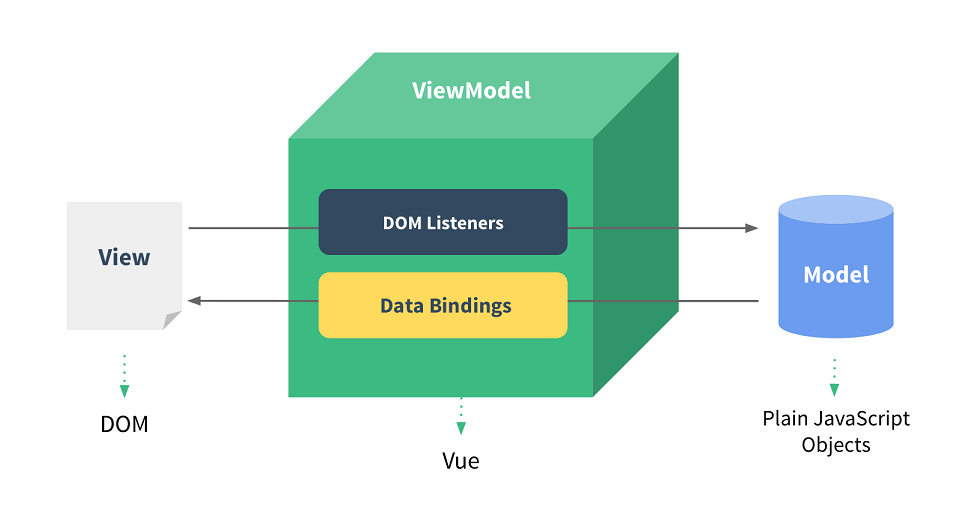 ViewModel
DOM Listeners
View
Model
Data Bindings
DOM
Plain JavaScript
Objects
Vue